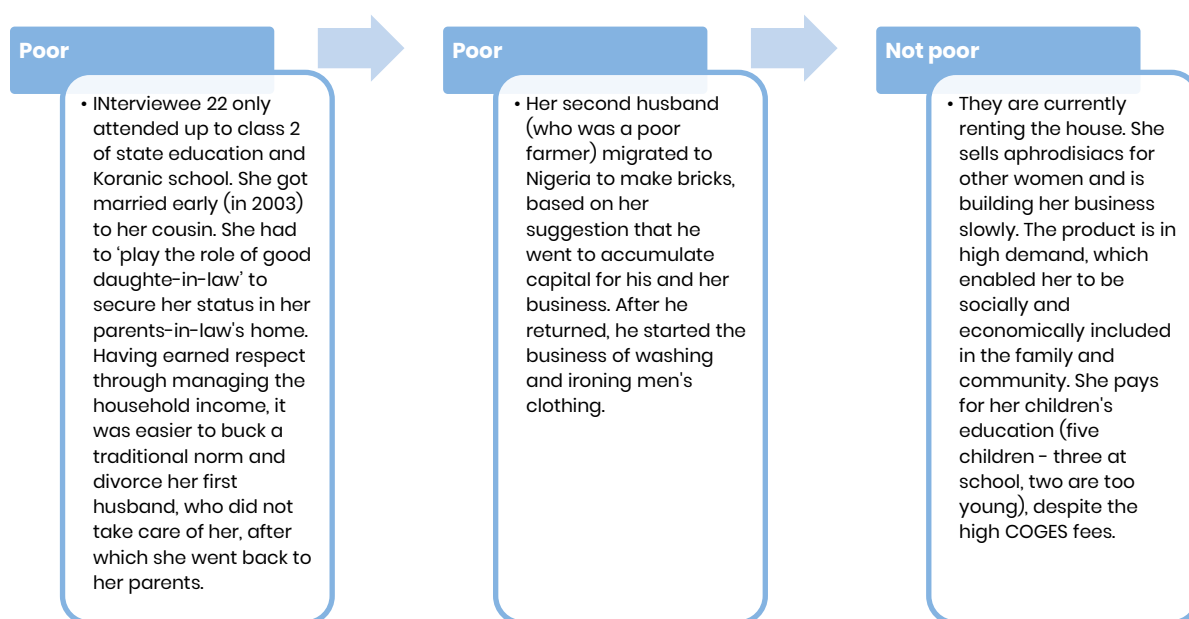 Poor
• INterviewee 22 only
attended up to class 2
of state education and
Koranic school. She got
married early (in 2003)
to her cousin. She had
to ‘play the role of good
daughte-in-law’ to
secure her status in her
parents-in-law's home.
Having earned respect
through managing the
household income, it
was easier to buck a
traditional norm and
divorce her first
husband, who did not
take care of her, after
which she went back to
her parents.
Poor
• Her second husband
(who was a poor
farmer) migrated to
Nigeria to make bricks,
based on her
suggestion that he
went to accumulate
capital for his and her
business. After he
returned, he started the
business of washing
and ironing men's
clothing.
Not poor
• They are currently
renting the house. She
sells aphrodisiacs for
other women and is
building her business
slowly. The product is in
high demand, which
enabled her to be
socially and
economically included
in the family and
community. She pays
for her children's
education (five
children - three at
school, two are too
young), despite the
high COGES fees.